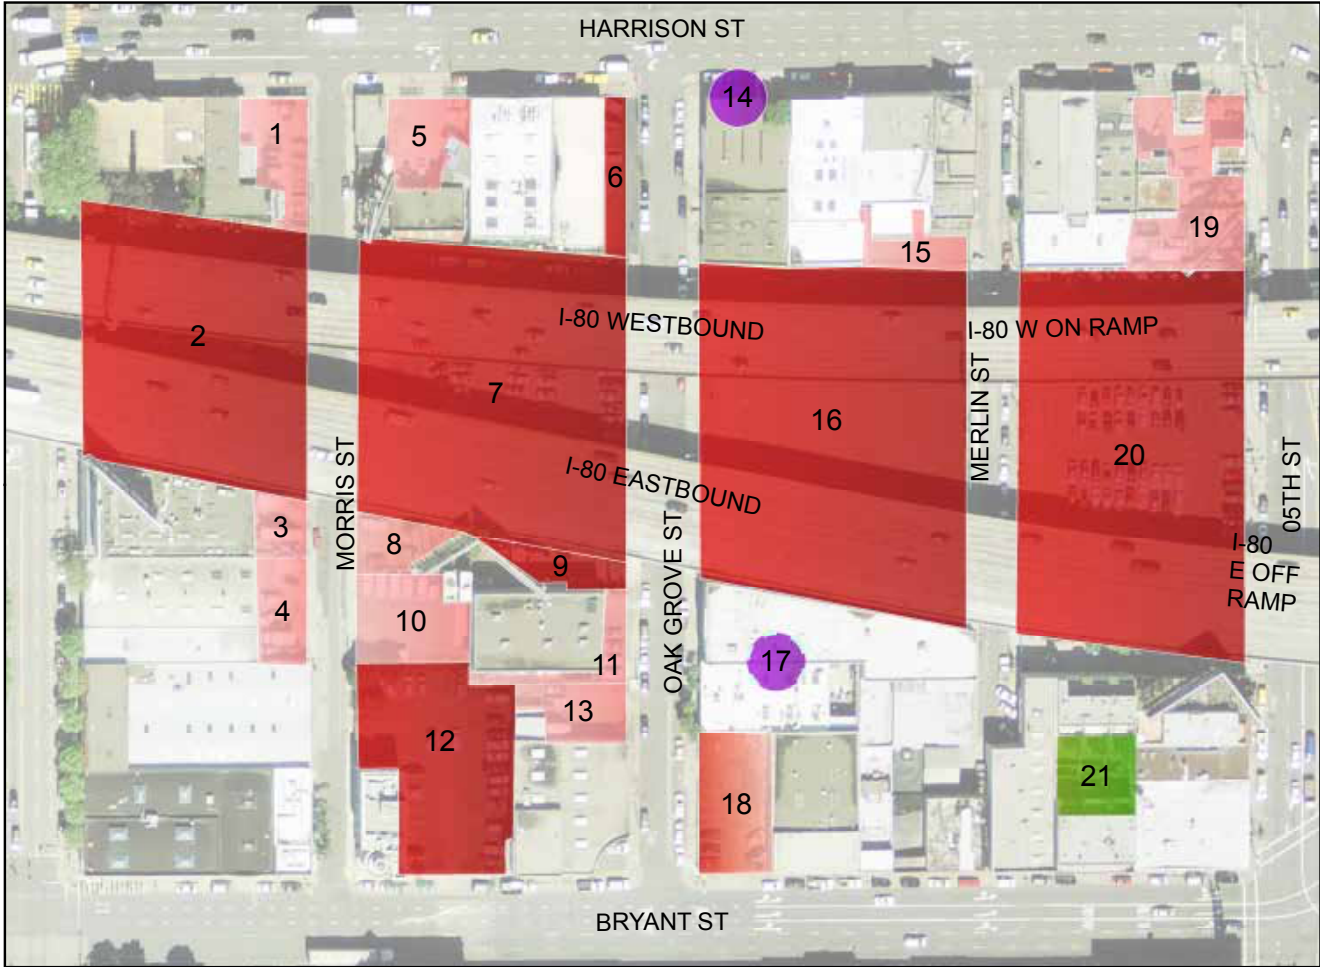 HARRISON ST
14
1
5
6
19
15
I-80 WESTBOUND
I-80 W ON RAMP
2
7
16
MERLIN ST
20
MORRIS ST
I-80 EASTBOUND
05TH ST
3
8
9
OAK GROVE ST
I-80
E OFF
RAMP
4
10
11
17
13
12
18
21
BRYANT ST